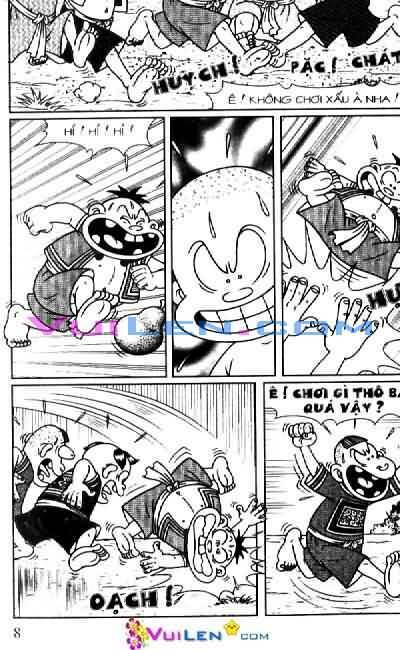 HUỴCH!
PẶC! CHÁT
Ê! KHÔNG CHƠI XẤU À NHA!
HÍ! HÍ! HÍ!
HU
VUILEN.COM
Ê! CHƠI GÌ THÔ BẠ
QUÁ VẬY?
OẠCH!
8
VUILEN.COM